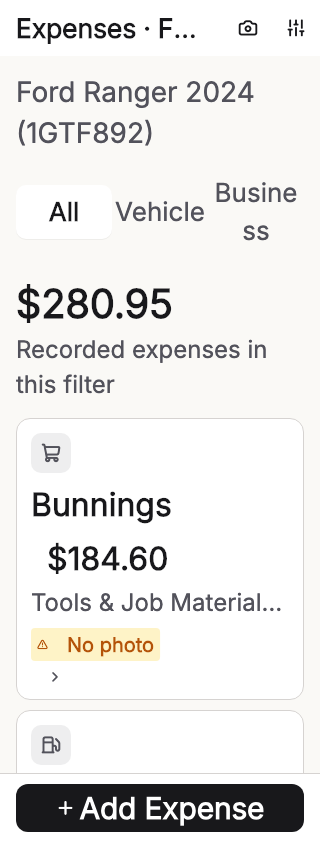 Expenses · F...
Ford Ranger 2024
(1GTF892)
All
Vehicle
Busine
ss
$280.95
Recorded expenses in
this filter
Bunnings
$184.60
Tools & Job Material...
No photo
+ Add Expense